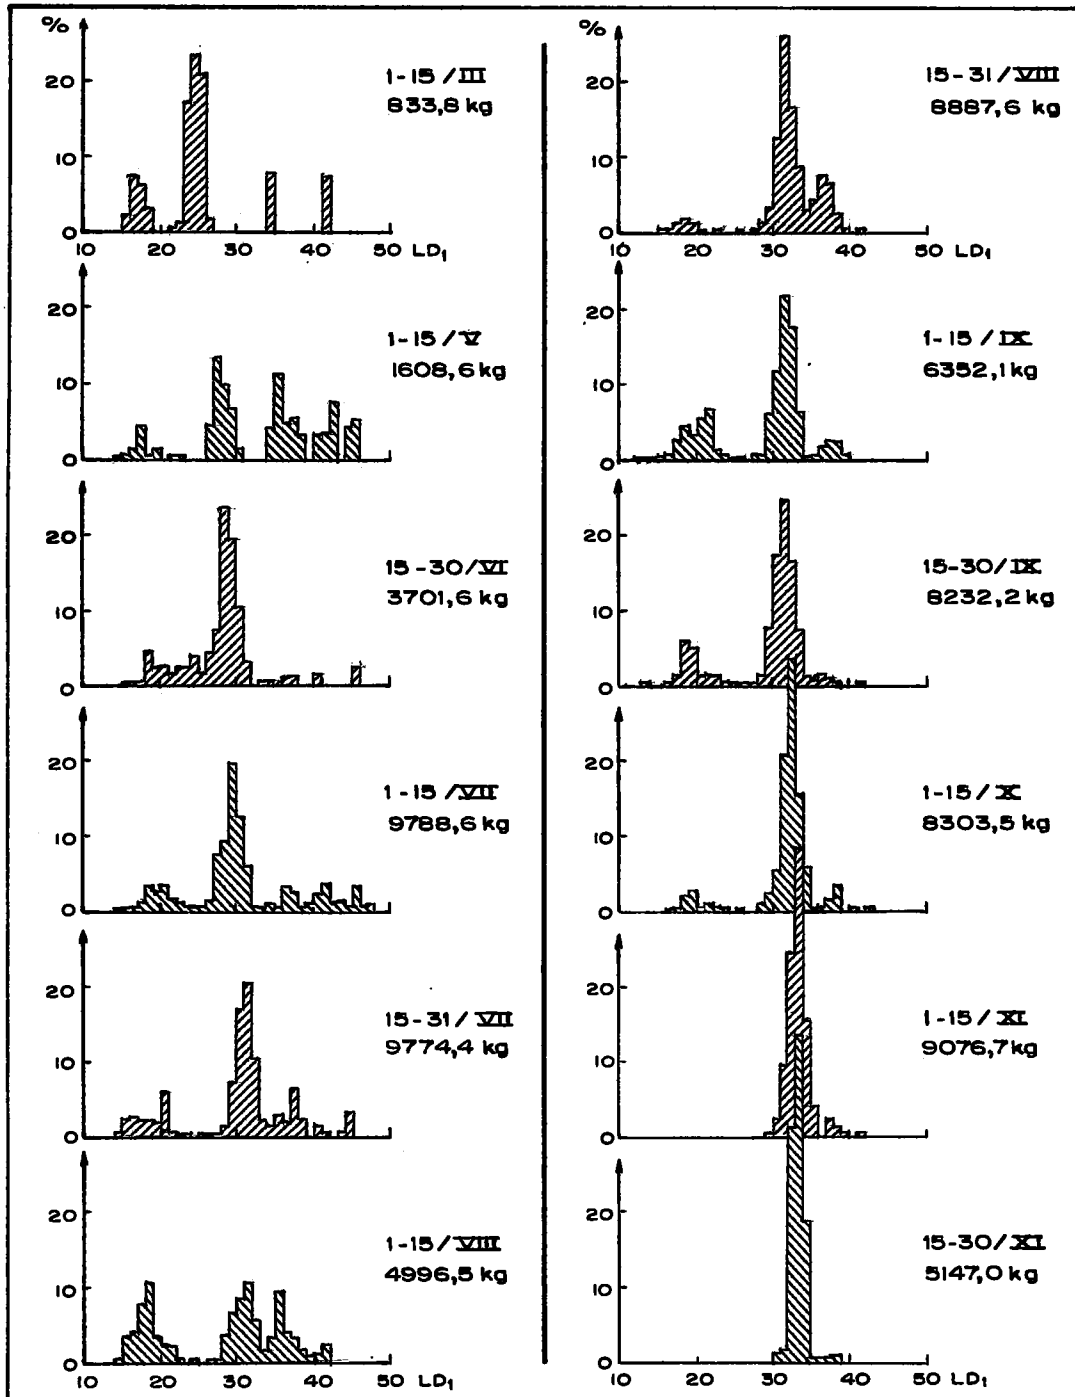 %
20
10
0
10 20 30 40 50 LD₁
1-15/III
833,8 kg
20
10
0
1-15/V
1608,6 kg
20
10
0
15-30/VI
3701,6 kg
20
10
0
1-15/VII
9788,6 kg
20
10
0
15-31/VII
9774,4 kg
20
10
0
10 20 30 40 50 LD₁
1-15/VIII
4996,5 kg
%
20
10
0
10 20 30 40 50 LD₁
15-31/VIII
8887,6 kg
20
10
0
1-15/IX
6352,1 kg
20
10
0
15-30/IX
8232,2 kg
20
10
0
1-15/X
8303,5 kg
20
10
0
1-15/XI
9076,7 kg
20
10
0
10 20 30 40 50 LD₁
15-30/XI
5147,0 kg